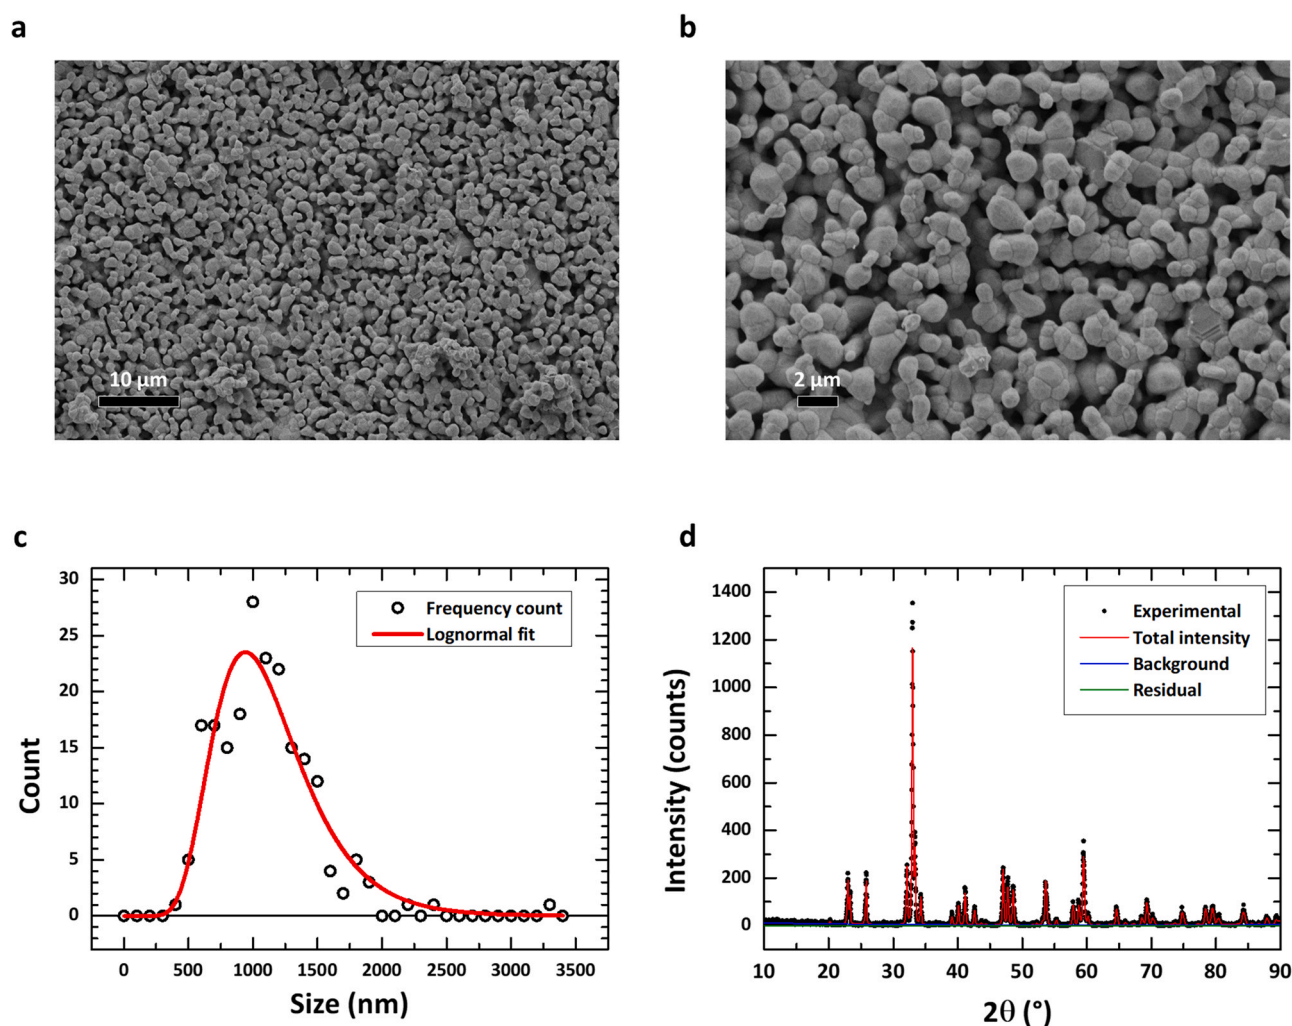 a
b
10 µm
2 µm
c
d
30
25
20
15
10
5
0
Count
0 500 1000 1500 2000 2500 3000 3500
Size (nm)
Frequency count
Lognormal fit
1400
1200
1000
800
600
400
200
0
Intensity (counts)
10 20 30 40 50 60 70 80 90
2θ (°)
Experimental
Total intensity
Background
Residual